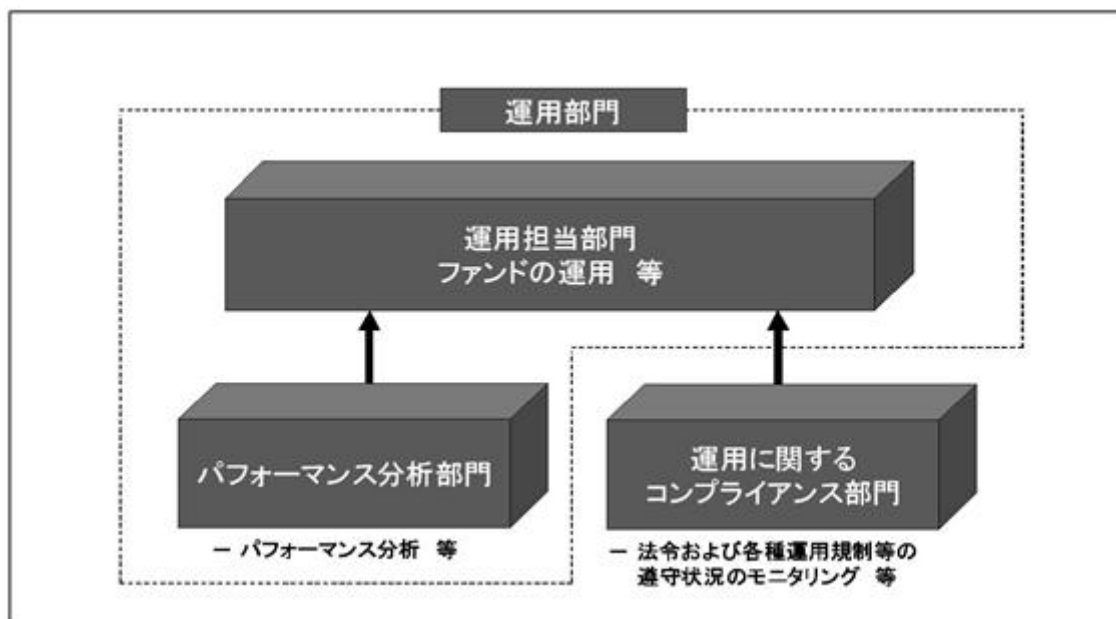 運用部門
運用担当部門
ファンドの運用 等
パフォーマンス分析部門
― パフォーマンス分析 等
運用に関する
コンプライアンス部門
― 法令および各種運用規制等の
遵守状況のモニタリング 等